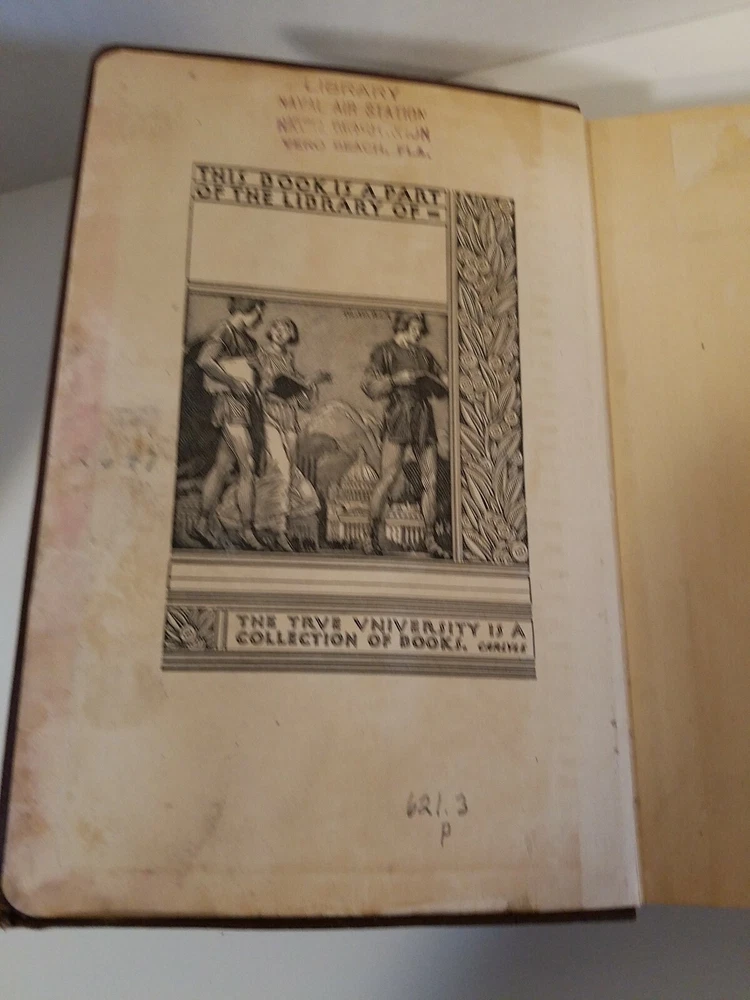 LIBRARY
NAVAL AIR STATION
VERO BEACH, FLA.
THIS BOOK IS A PART
OF THE LIBRARY OF —
THE TRVE VNIVERSITY IS A
COLLECTION OF BOOKS. CARLYLE
621.3
p